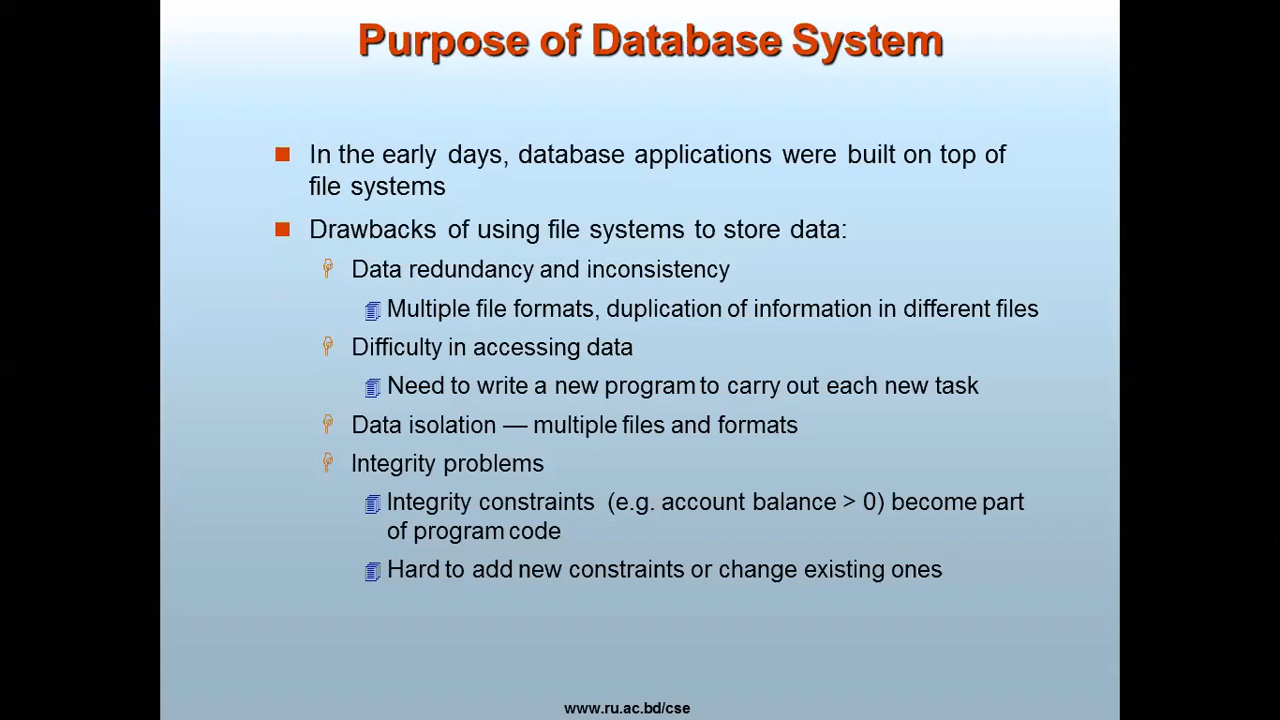 Purpose of Database System
In the early days, database applications were built on top of
file systems
Drawbacks of using file systems to store data:
Data redundancy and inconsistency
Multiple file formats, duplication of information in different files
Difficulty in accessing data
Need to write a new program to carry out each new task
Data isolation — multiple files and formats
Integrity problems
Integrity constraints (e.g. account balance > 0) become part
of program code
Hard to add new constraints or change existing ones
www.ru.ac.bd/cse